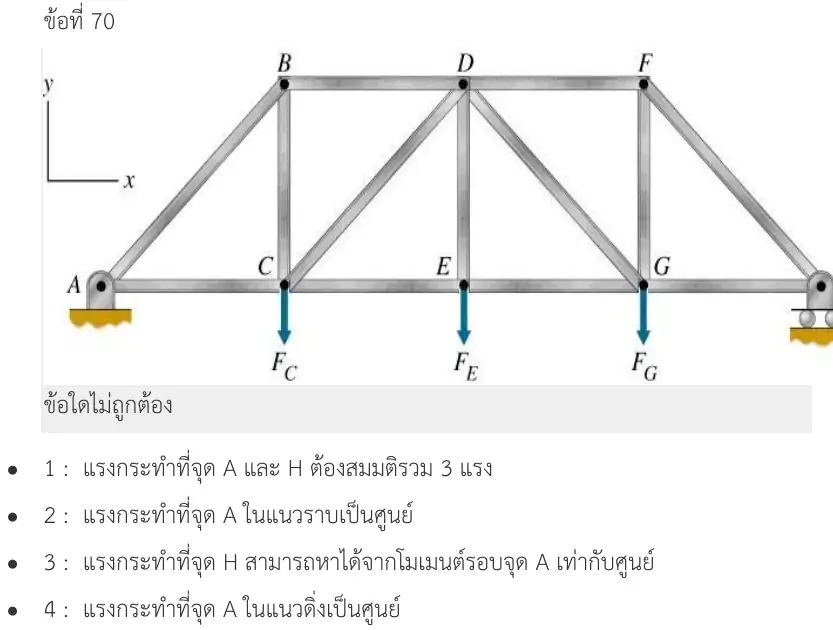 ข้อที่ 70
B
D
F
y
x
A
C
E
G
F_C
F_E
F_G
ข้อใดไม่ถูกต้อง
1 : แรงกระทำที่จุด A และ H ต้องสมมติรวม 3 แรง
2 : แรงกระทำที่จุด A ในแนวราบเป็นศูนย์
3 : แรงกระทำที่จุด H สามารถหาได้จากโมเมนต์รอบจุด A เท่ากับศูนย์
4 : แรงกระทำที่จุด A ในแนวดิ่งเป็นศูนย์